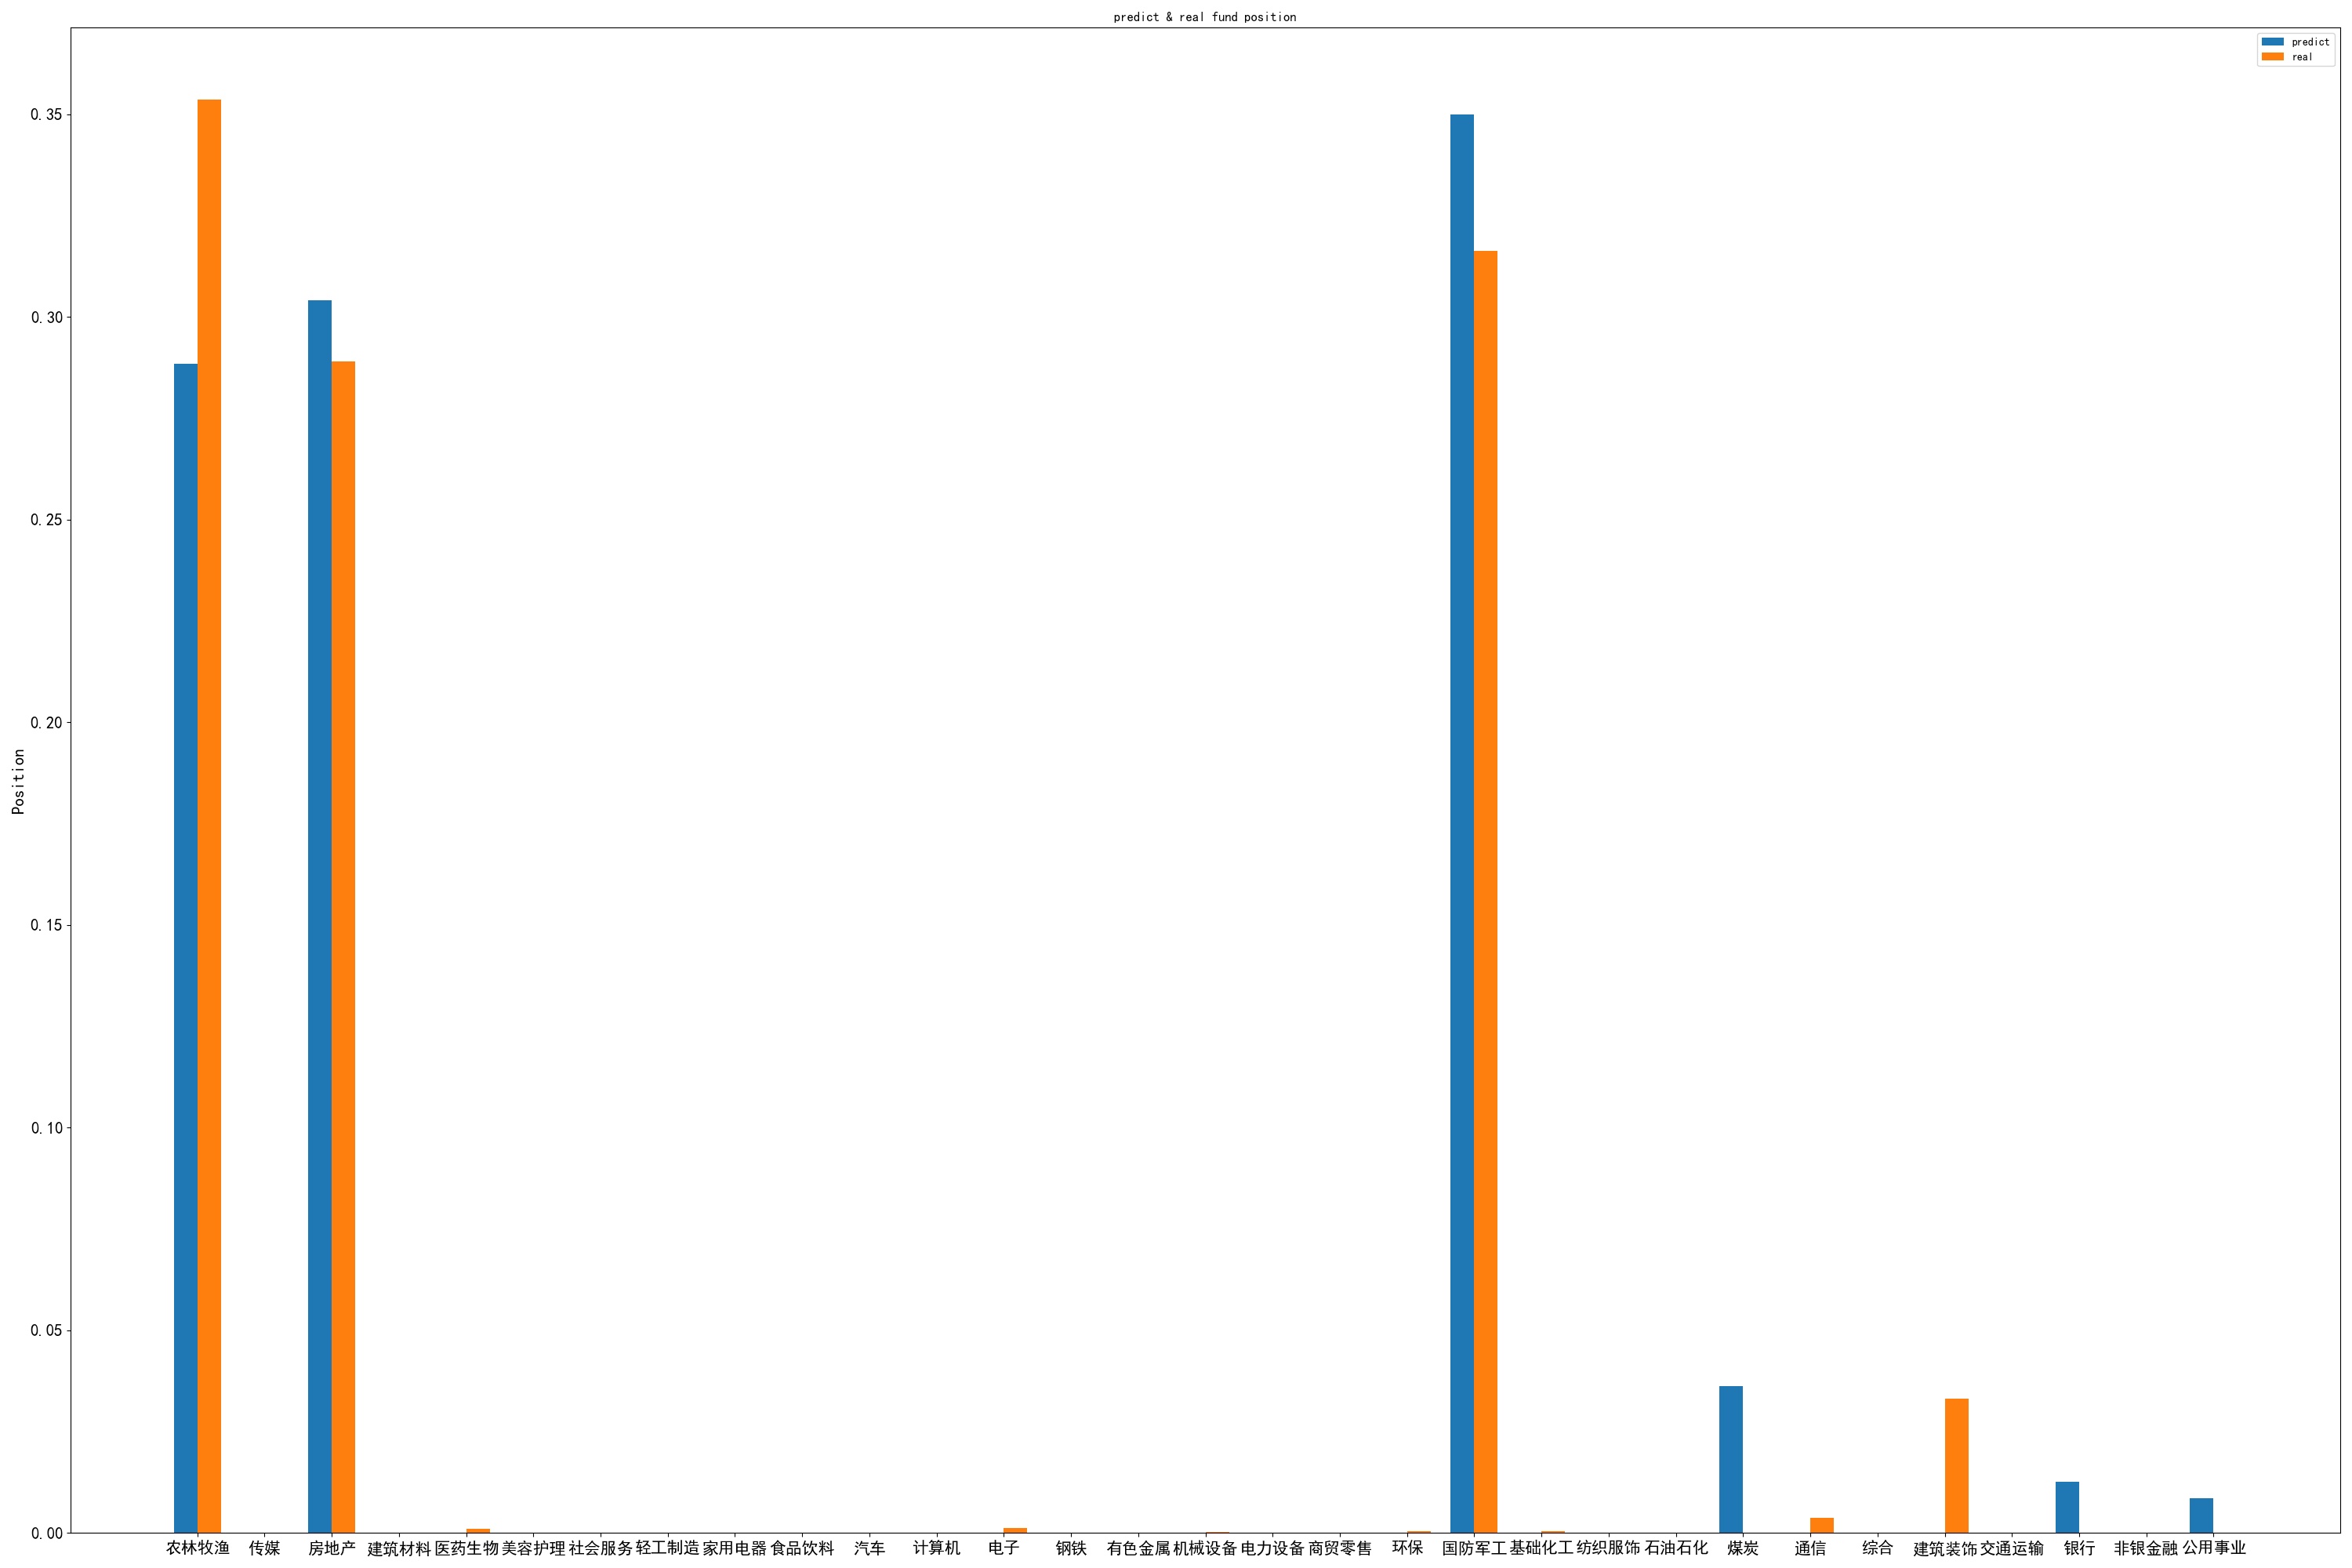 predict & real fund position
predict
real
0.35
0.30
0.25
0.20
0.15
0.10
0.05
0.00
Position
农林牧渔 传媒 房地产 建筑材料 医药生物 美容护理 社会服务 轻工制造 家用电器 食品饮料 汽车 计算机 电子 钢铁 有色金属 机械设备 电力设备 商贸零售 环保 国防军工 基础化工 纺织服饰 石油石化 煤炭 通信 综合 建筑装饰 交通运输 银行 非银金融 公用事业